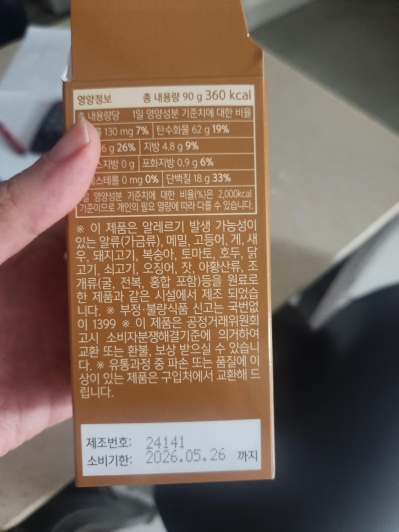 영양정보 총 내용량 90 g 360 kcal
총 내용량당 1일 영양성분 기준치에 대한 비율
130 mg 7% 탄수화물 62 g 19%
26% 지방 4.8 g 9%
스지방 0 g 포화지방 0.9 g 6%
레스테롤 0 mg 0% 단백질 18 g 33%
영양성분 기준치에 대한 비율(%)은 2,000kcal
기준이므로 개인의 필요 열량에 따라 다를 수 있습니다.
※ 이 제품은 알레르기 발생 가능성이
있는 알류(가금류), 메밀, 고등어, 게, 새
우, 돼지고기, 복숭아, 토마토, 호두, 닭
고기, 쇠고기, 오징어, 잣, 아황산류, 조
개류(굴, 전복, 홍합 포함)등을 원료로
한 제품과 같은 시설에서 제조 되었습
니다. ※ 부정·불량식품 신고는 국번없
이 1399 ※ 이 제품은 공정거래위원회
고시 소비자분쟁해결기준에 의거하여
교환 또는 환불, 보상 받으실 수 있습니
다. ※ 유통과정 중 파손 또는 품질에 이
상이 있는 제품은 구입처에서 교환해 드
립니다.
제조번호: 24141
소비기한: 2026.05.26 까지